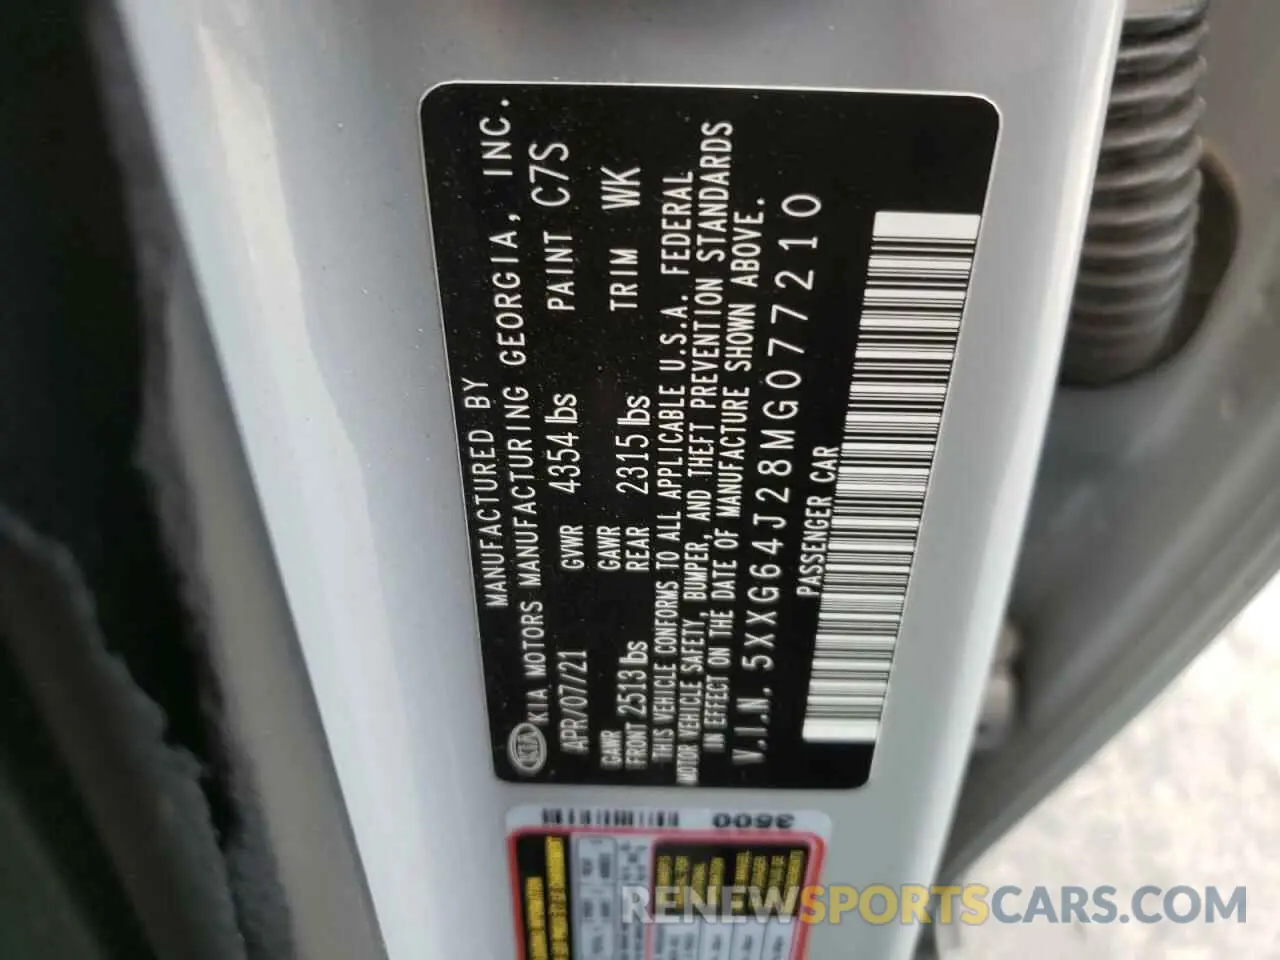 MANUFACTURED BY
KIA KIA MOTORS MANUFACTURING GEORGIA, INC.
APR/07/21 GVWR 4354 lbs PAINT C7S
GAWR FRONT 2513 lbs GAWR REAR 2315 lbs TRIM WK
THIS VEHICLE CONFORMS TO ALL APPLICABLE U.S.A. FEDERAL
MOTOR VEHICLE SAFETY, BUMPER, AND THEFT PREVENTION STANDARDS
IN EFFECT ON THE DATE OF MANUFACTURE SHOWN ABOVE.
V.I.N. 5XXG64J28MG077210
PASSENGER CAR
3500
RENEWSPORTSCARS.COM